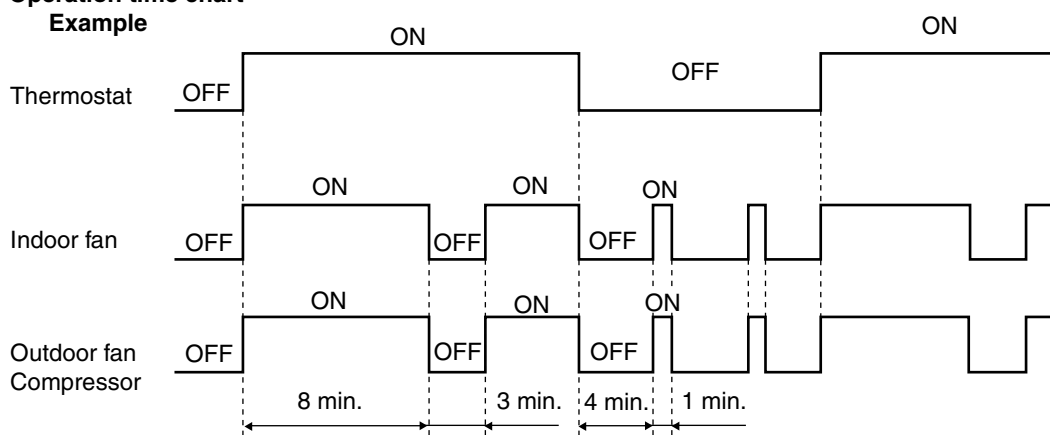 Operation time chart
Example
ON
ON
Thermostat
OFF
OFF
ON
ON
ON
Indoor fan
OFF
OFF
OFF
ON
ON
ON
Outdoor fan
Compressor
OFF
OFF
OFF
8 min.
3 min.
4 min.
1 min.